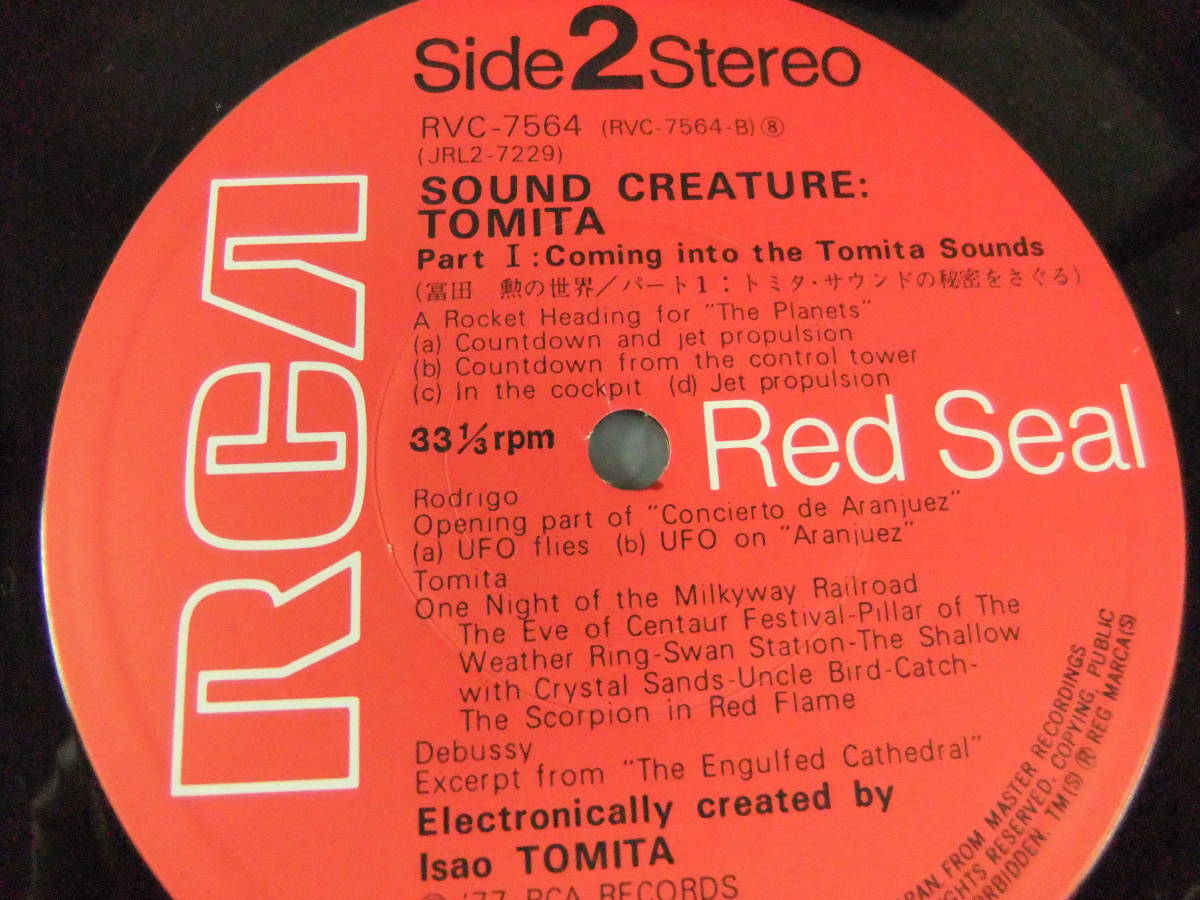 Side 2 Stereo
RVC-7564 (RVC-7564-B) ⑧
(JRL2-7229)
SOUND CREATURE:
TOMITA
Part I: Coming into the Tomita Sounds
(冨田 勲の世界/パート1:トミタ・サウンドの秘密をさぐる)
A Rocket Heading for "The Planets"
(a) Countdown and jet propulsion
(b) Countdown from the control tower
(c) In the cockpit (d) Jet propulsion
33 1/3 rpm
Red Seal
RCA
Rodrigo
Opening part of "Concierto de Aranjuez"
(a) UFO flies (b) UFO on "Aranjuez"
Tomita
One Night of the Milkyway Railroad
The Eve of Centaur Festival-Pillar of The
Weather Ring-Swan Station-The Shallow
with Crystal Sands-Uncle Bird-Catch-
The Scorpion in Red Flame
Debussy
Excerpt from "The Engulfed Cathedral"
Electronically created by
Isao TOMITA
℗ '77 RCA RECORDS
PAN. FROM MASTER RECORDINGS
GHTS RESERVED. COPYING, PUBLIC
ORBIDDEN. TM(S) ® REG MARCA(S)